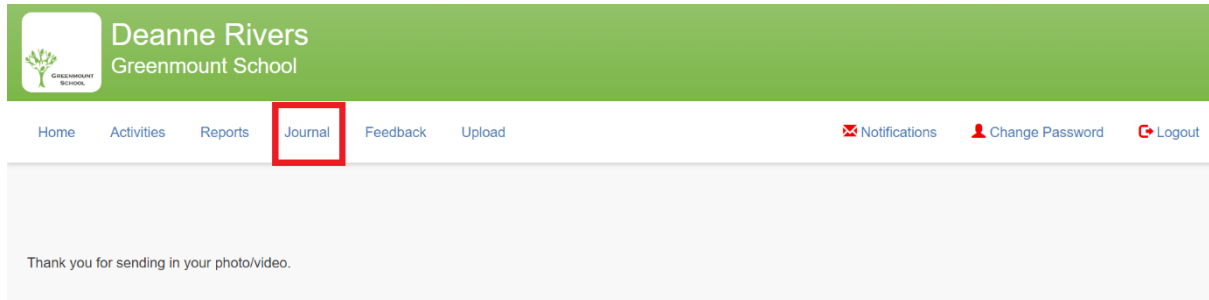 Deanne Rivers
Greenmount School
GREENMOUNT
SCHOOL
Home Activities Reports Journal Feedback Upload Notifications Change Password Logout
Thank you for sending in your photo/video.